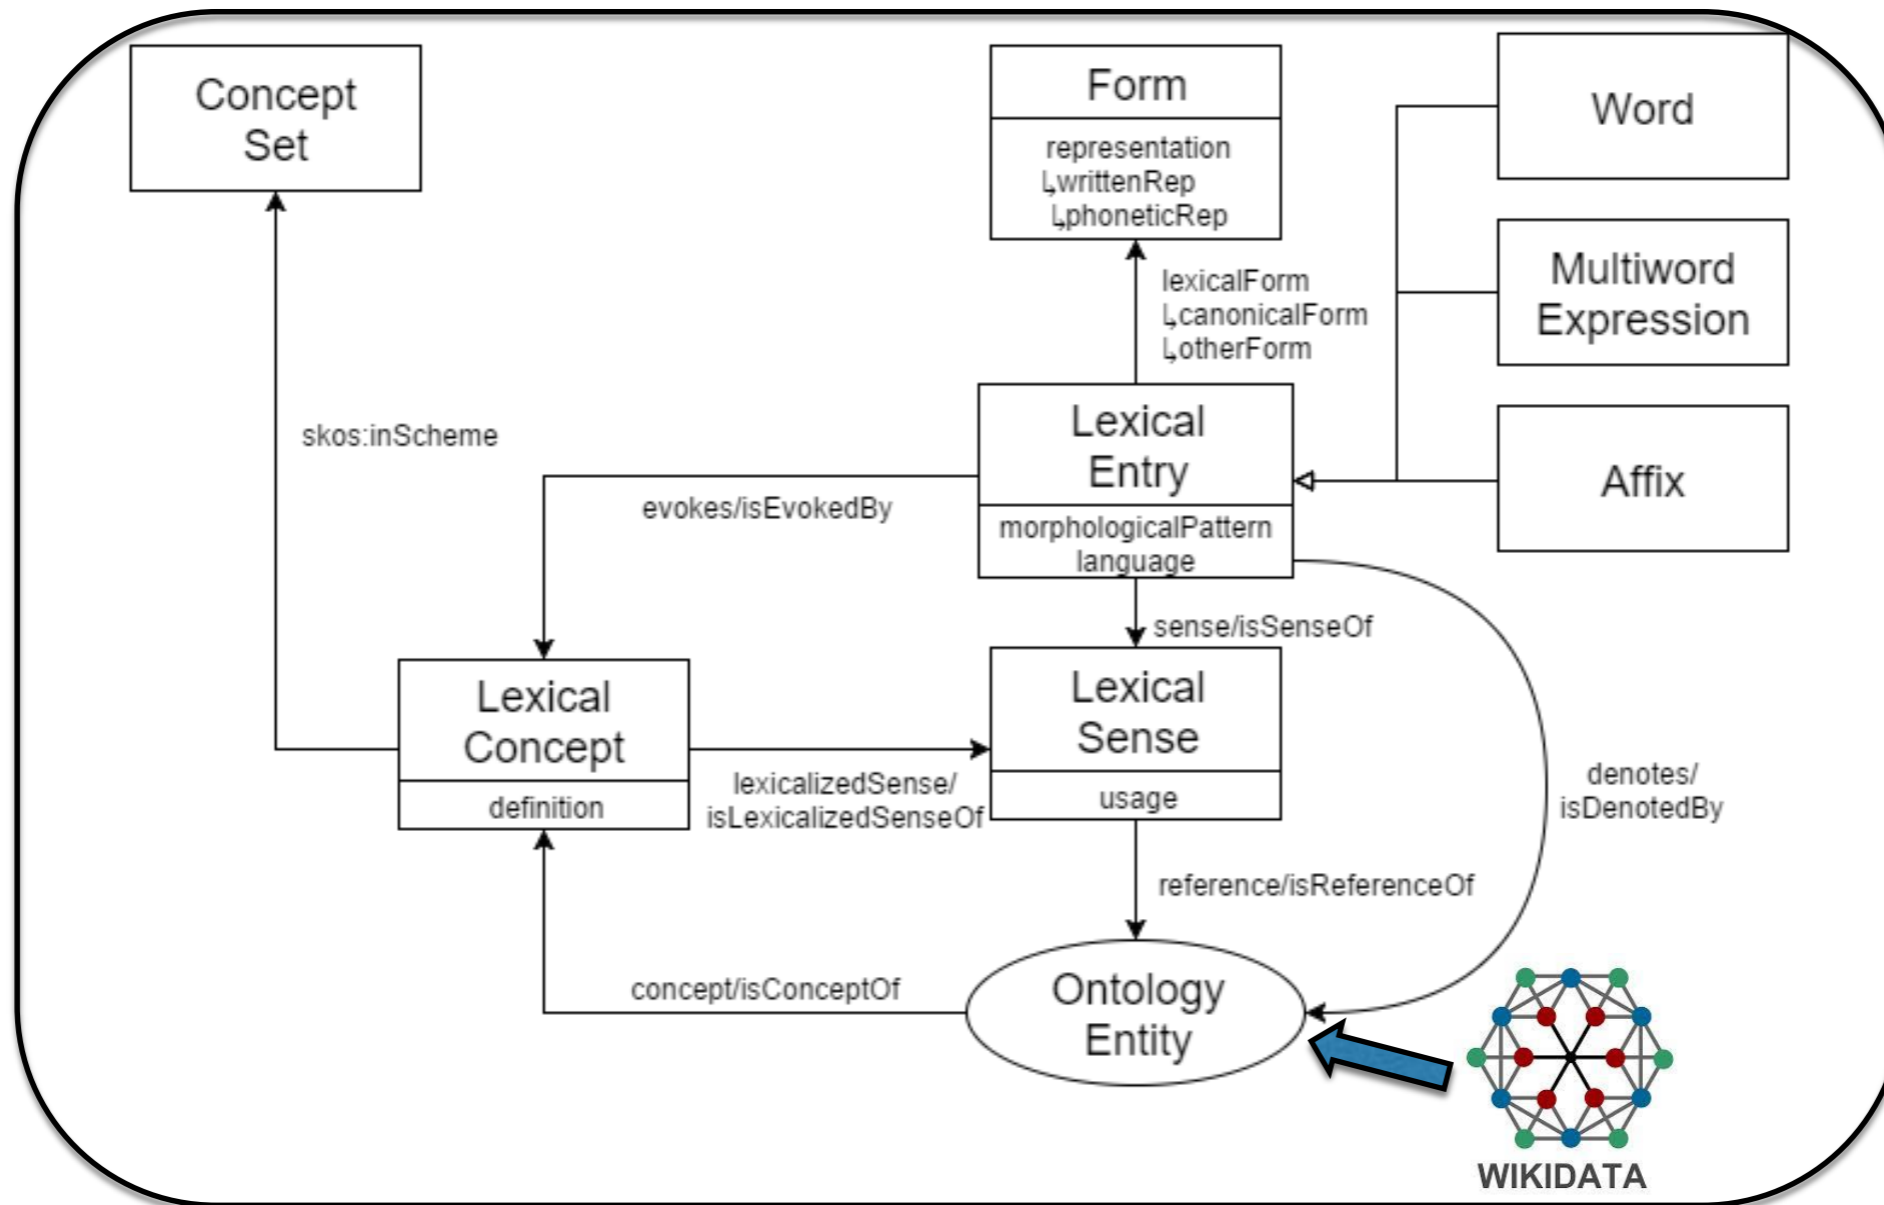 Concept
Set
Form
representation
↳writtenRep
↳phoneticRep
Word
Multiword
Expression
Affix
lexicalForm
↳canonicalForm
↳otherForm
skos:inScheme
Lexical
Entry
morphologicalPattern
language
evokes/isEvokedBy
sense/isSenseOf
Lexical
Concept
definition
lexicalizedSense/
isLexicalizedSenseOf
Lexical
Sense
usage
denotes/
isDenotedBy
reference/isReferenceOf
concept/isConceptOf
Ontology
Entity
WIKIDATA